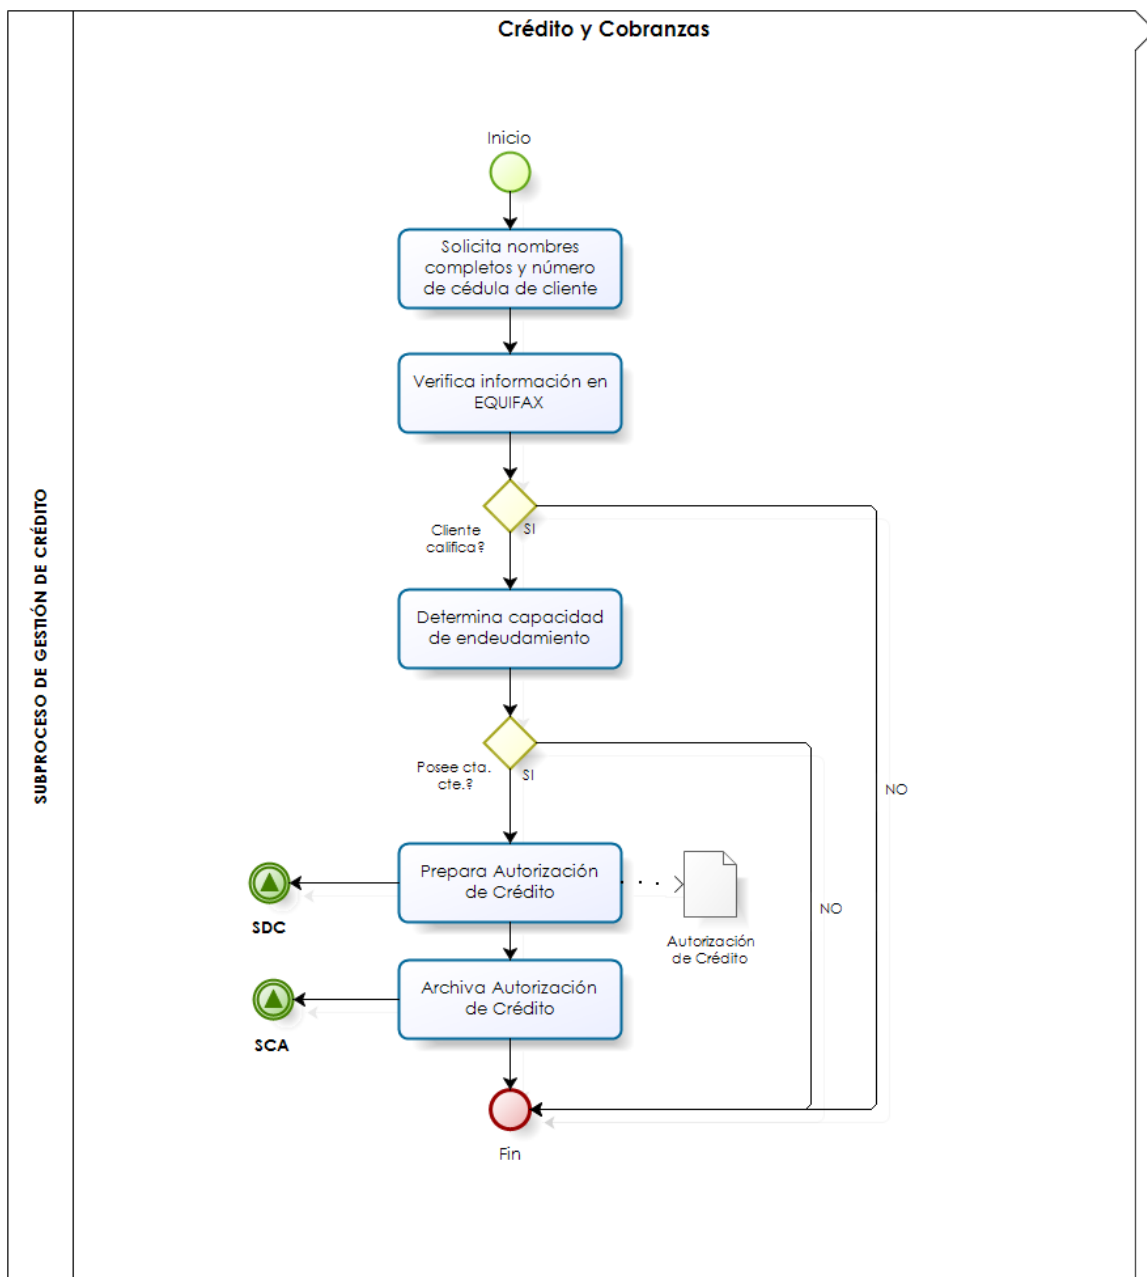 Crédito y Cobranzas
SUBPROCESO DE GESTIÓN DE CRÉDITO
Inicio
Solicita nombres
completos y número
de cédula de cliente
Verifica información en
EQUIFAX
Cliente
califica?
SI
Determina capacidad
de endeudamiento
Posee cta.
cte.?
SI
NO
Prepara Autorización
de Crédito
SDC
Autorización
de Crédito
NO
Archiva Autorización
de Crédito
SCA
Fin